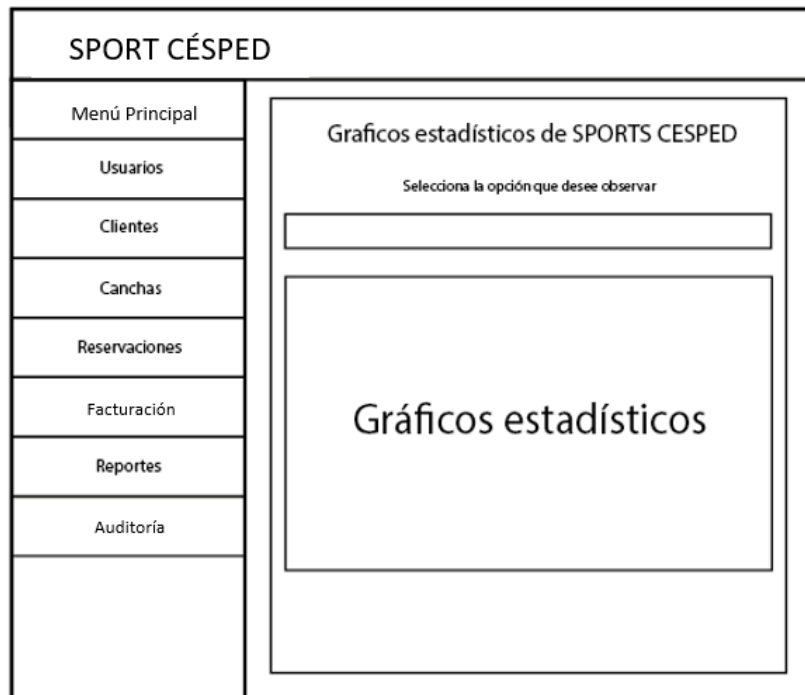 SPORT CÉSPED
Menú Principal
Usuarios
Clientes
Canchas
Reservaciones
Facturación
Reportes
Auditoría
Graficos estadísticos de SPORTS CESPED
Selecciona la opción que desee observar
Gráficos estadísticos